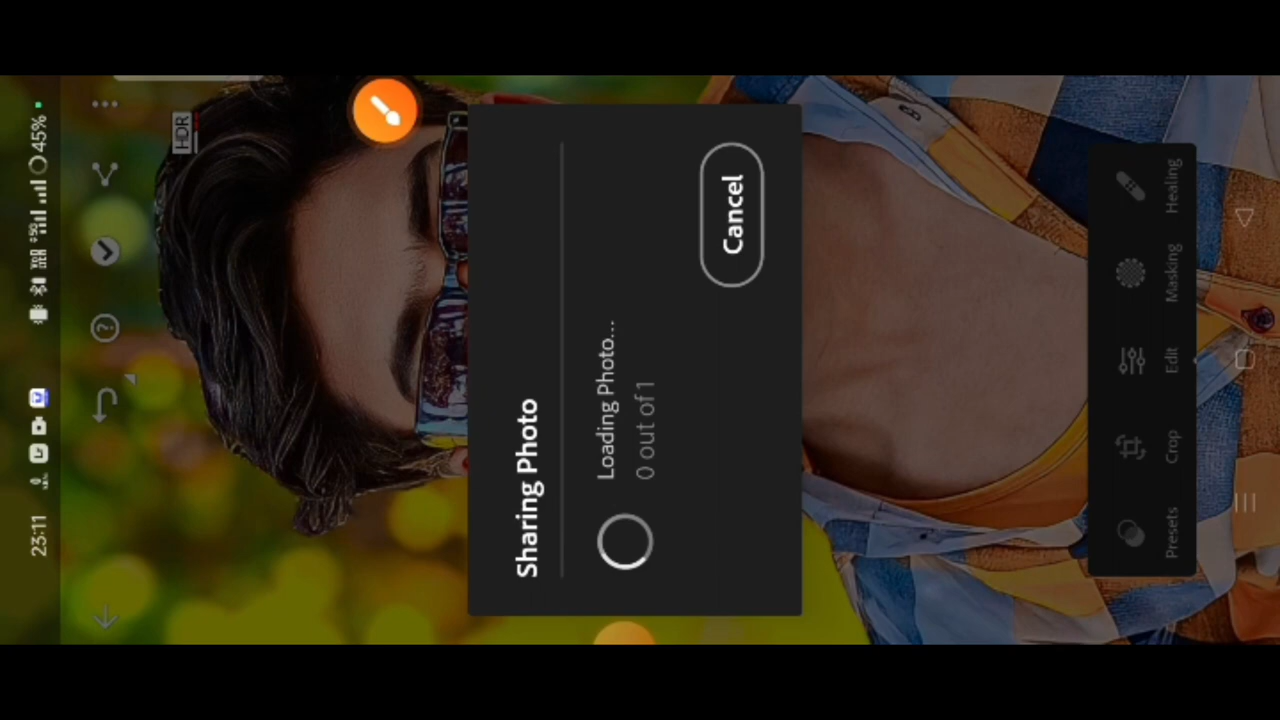 23:11
45%
HDR
Sharing Photo
Loading Photo...
0 out of 1
Cancel
Presets
Crop
Edit
Masking
Healing